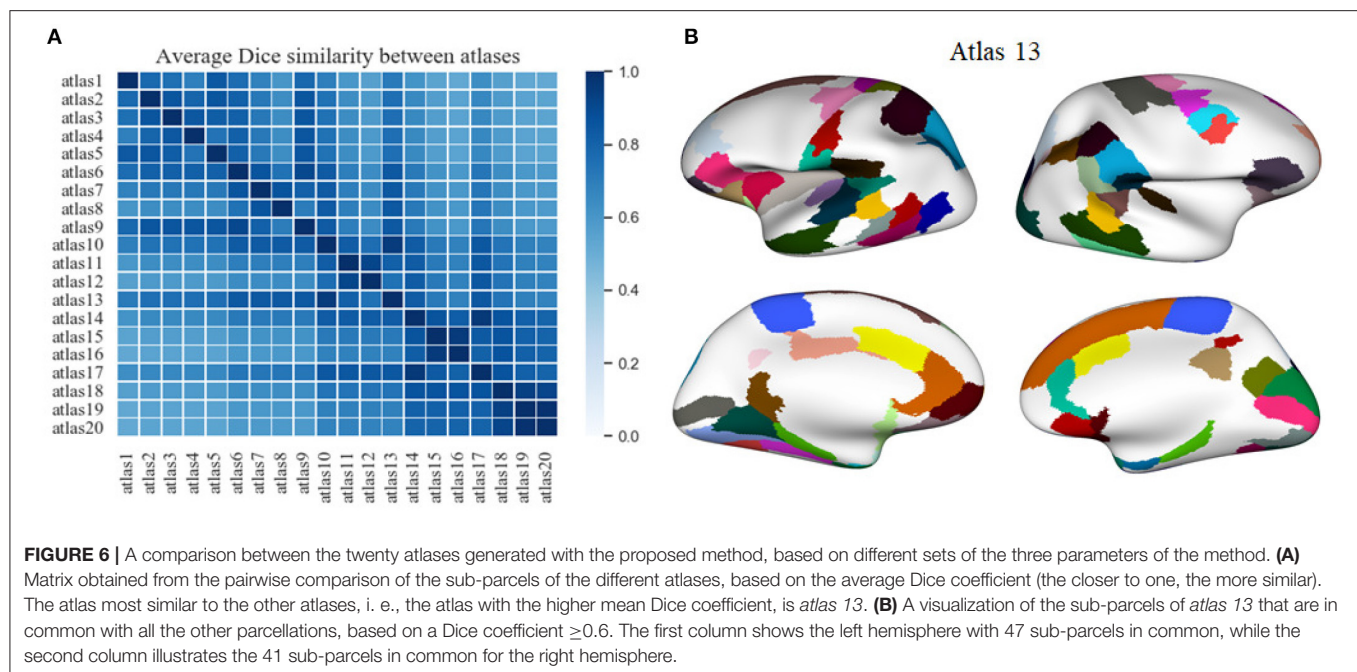 A
Average Dice similarity between atlases
atlas1
atlas2
atlas3
atlas4
atlas5
atlas6
atlas7
atlas8
atlas9
atlas10
atlas11
atlas12
atlas13
atlas14
atlas15
atlas16
atlas17
atlas18
atlas19
atlas20
atlas1
atlas2
atlas3
atlas4
atlas5
atlas6
atlas7
atlas8
atlas9
atlas10
atlas11
atlas12
atlas13
atlas14
atlas15
atlas16
atlas17
atlas18
atlas19
atlas20
1.0
0.8
0.6
0.4
0.2
0.0
B
Atlas 13
FIGURE 6 | A comparison between the twenty atlases generated with the proposed method, based on different sets of the three parameters of the method. (A)
Matrix obtained from the pairwise comparison of the sub-parcels of the different atlases, based on the average Dice coefficient (the closer to one, the more similar).
The atlas most similar to the other atlases, i. e., the atlas with the higher mean Dice coefficient, is atlas 13. (B) A visualization of the sub-parcels of atlas 13 that are in
common with all the other parcellations, based on a Dice coefficient ≥0.6. The first column shows the left hemisphere with 47 sub-parcels in common, while the
second column illustrates the 41 sub-parcels in common for the right hemisphere.